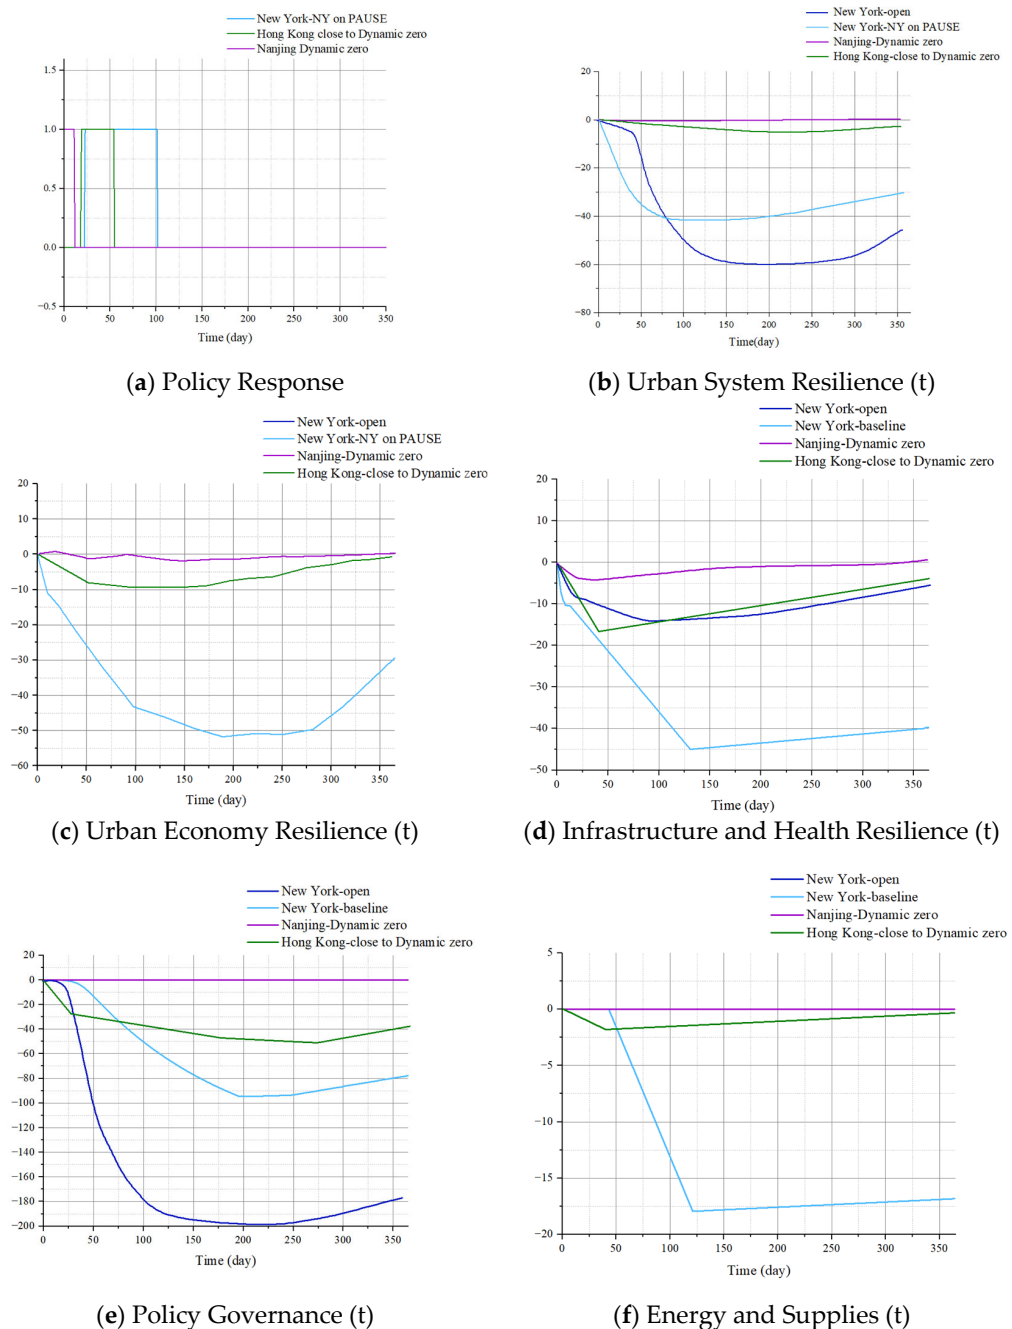 New York-NY on PAUSE
Hong Kong close to Dynamic zero
Nanjing Dynamic zero
1.5
1.0
0.5
0.0
−0.5
0 50 100 150 200 250 300 350
Time (day)
(a) Policy Response
New York-open
New York-NY on PAUSE
Nanjing-Dynamic zero
Hong Kong-close to Dynamic zero
20
0
−20
−40
−60
−80
0 50 100 150 200 250 300 350
Time(day)
(b) Urban System Resilience (t)
New York-open
New York-NY on PAUSE
Nanjing-Dynamic zero
Hong Kong-close to Dynamic zero
20
10
0
−10
−20
−30
−40
−50
−60
0 50 100 150 200 250 300 350
Time (day)
(c) Urban Economy Resilience (t)
New York-open
New York-baseline
Nanjing-Dynamic zero
Hong Kong-close to Dynamic zero
20
10
0
−10
−20
−30
−40
−50
0 50 100 150 200 250 300 350
Time (day)
(d) Infrastructure and Health Resilience (t)
New York-open
New York-baseline
Nanjing-Dynamic zero
Hong Kong-close to Dynamic zero
20
0
−20
−40
−60
−80
−100
−120
−140
−160
−180
−200
0 50 100 150 200 250 300 350
Time (day)
(e) Policy Governance (t)
New York-open
New York-baseline
Nanjing-Dynamic zero
Hong Kong-close to Dynamic zero
5
0
−5
−10
−15
−20
0 50 100 150 200 250 300 350
Time (day)
(f) Energy and Supplies (t)